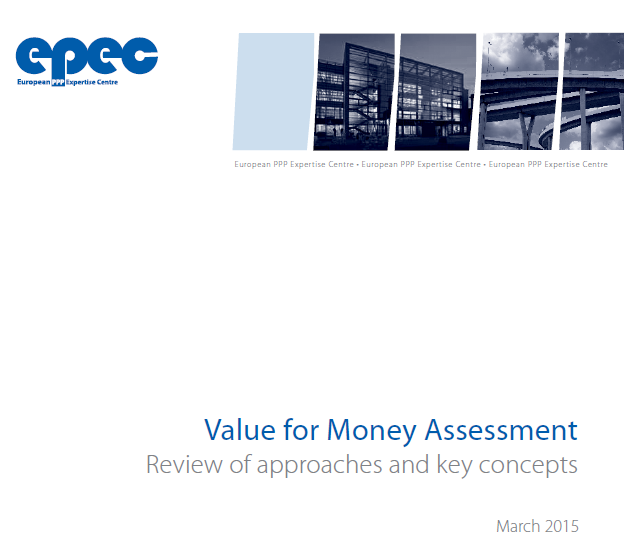 epec
European PPP Expertise Centre
European PPP Expertise Centre • European PPP Expertise Centre • European PPP Expertise Centre
Value for Money Assessment
Review of approaches and key concepts
March 2015